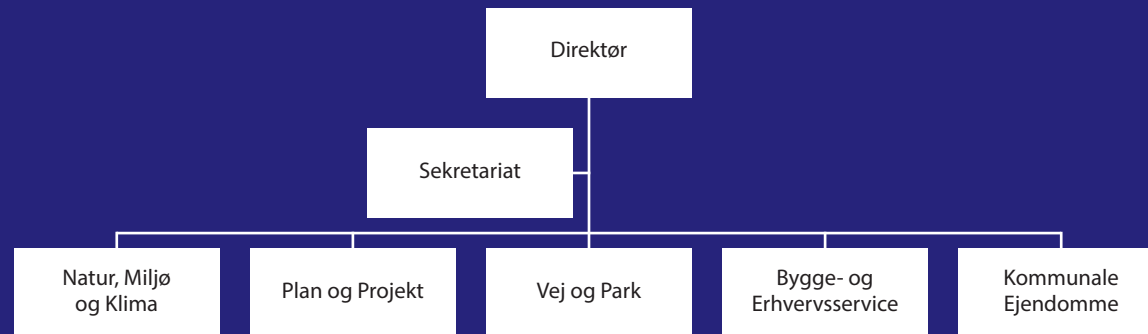 Direktør
Sekretariat
Natur, Miljø
og Klima
Plan og Projekt
Vej og Park
Bygge- og
Erhvervsservice
Kommunale
Ejendomme